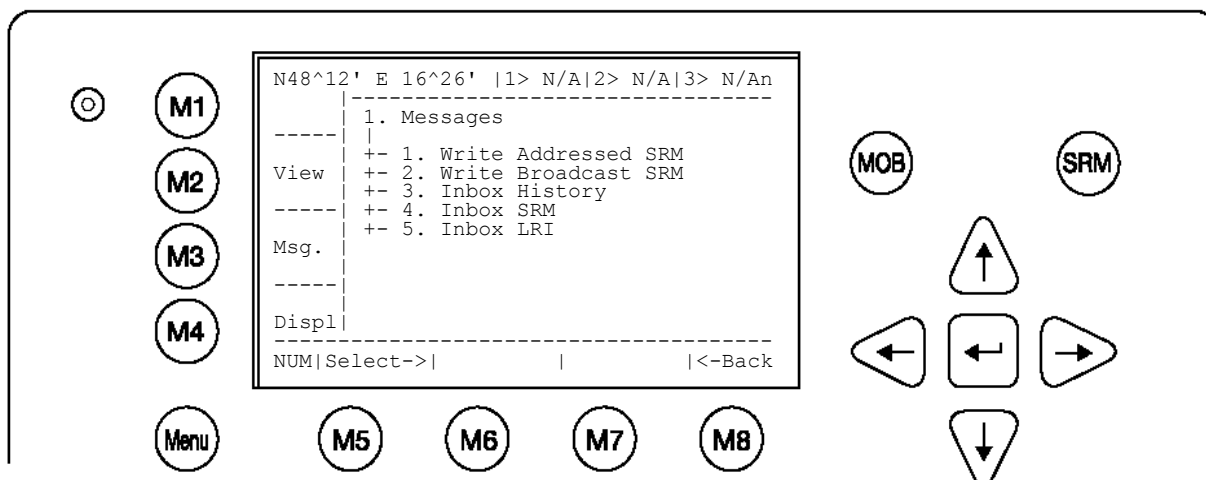 N48^12' E 16^26' |1> N/A|2> N/A|3> N/An
M1
1. Messages
+- 1. Write Addressed SRM
MOB
SRM
M2
View
+- 2. Write Broadcast SRM
+- 3. Inbox History
+- 4. Inbox SRM
+- 5. Inbox LRI
M3
Msg.
M4
Displ
NUM|Select->| | |<-Back
Menu
M5
M6
M7
M8